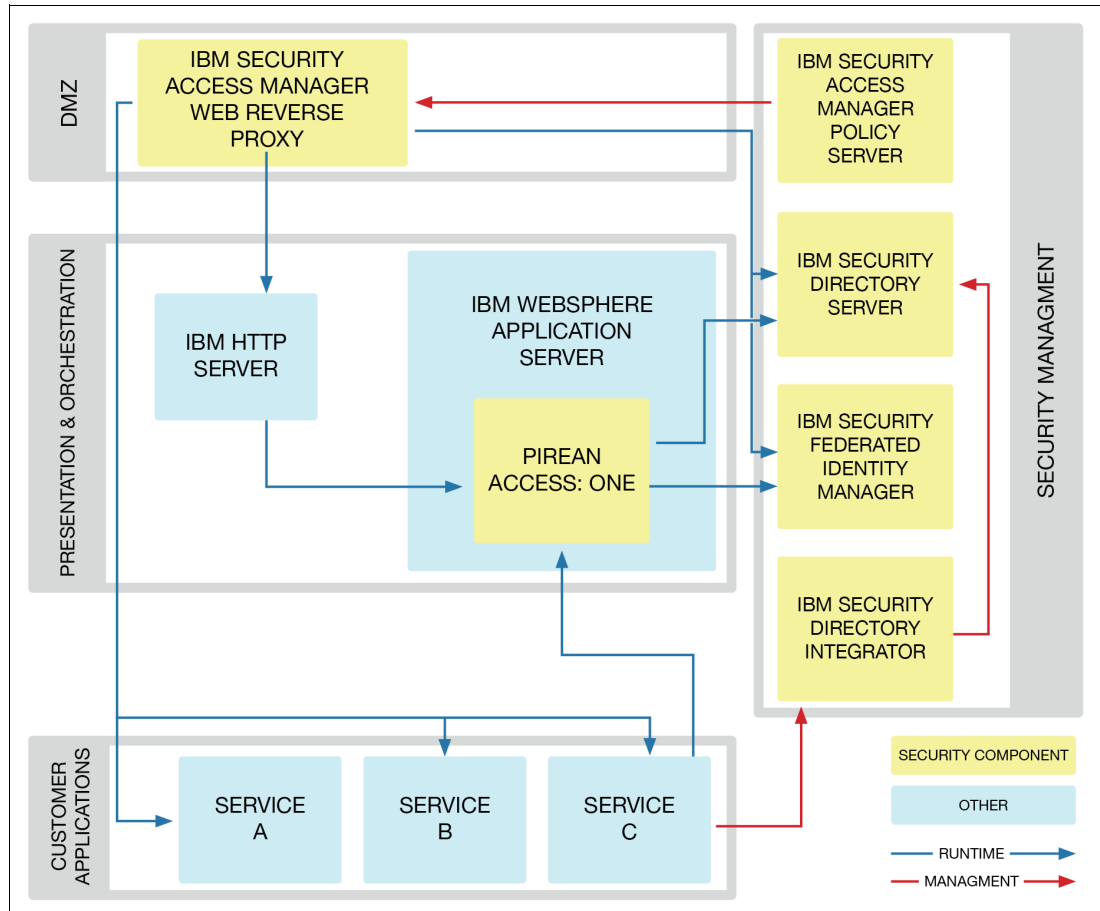 DMZ
IBM SECURITY
ACCESS MANAGER
WEB REVERSE
PROXY
IBM SECURITY
ACCESS
MANAGER
POLICY
SERVER
PRESENTATION & ORCHESTRATION
IBM HTTP
SERVER
IBM WEBSPHERE
APPLICATION
SERVER
PIREAN
ACCESS: ONE
IBM SECURITY
DIRECTORY
SERVER
IBM SECURITY
FEDERATED
IDENTITY
MANAGER
IBM SECURITY
DIRECTORY
INTEGRATOR
SECURITY MANAGMENT
CUSTOMER
APPLICATIONS
SERVICE
A
SERVICE
B
SERVICE
C
SECURITY COMPONENT
OTHER
RUNTIME
MANAGMENT